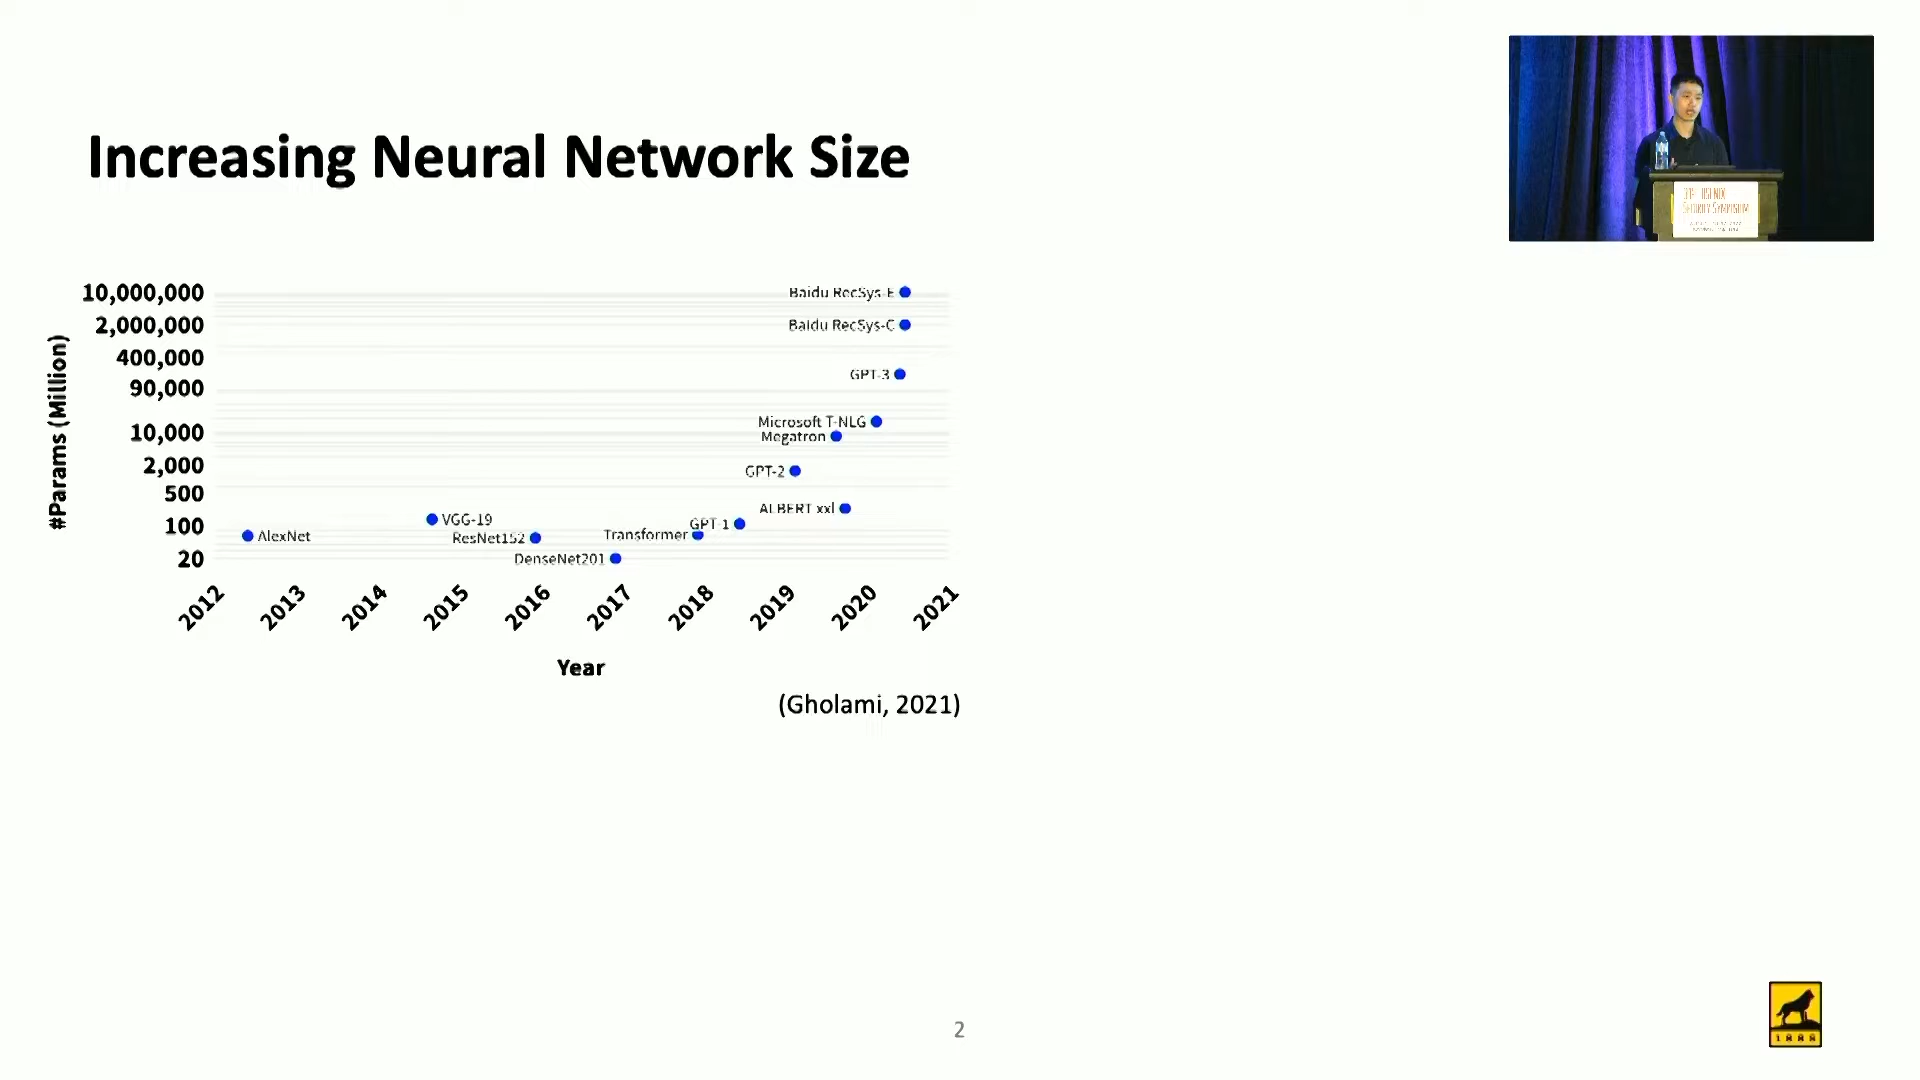 Increasing Neural Network Size
SECURITY SYMPOSIUM
#Params (Million)
10,000,000
2,000,000
400,000
90,000
10,000
2,000
500
100
20
Baidu RecSys-E
Baidu RecSys-C
GPT-3
Microsoft T-NLG
Megatron
GPT-2
ALBERT xxl
VGG-19
GPT-1
AlexNet
ResNet152
Transformer
DenseNet201
2012
2013
2014
2015
2016
2017
2018
2019
2020
2021
Year
(Gholami, 2021)
2
1888